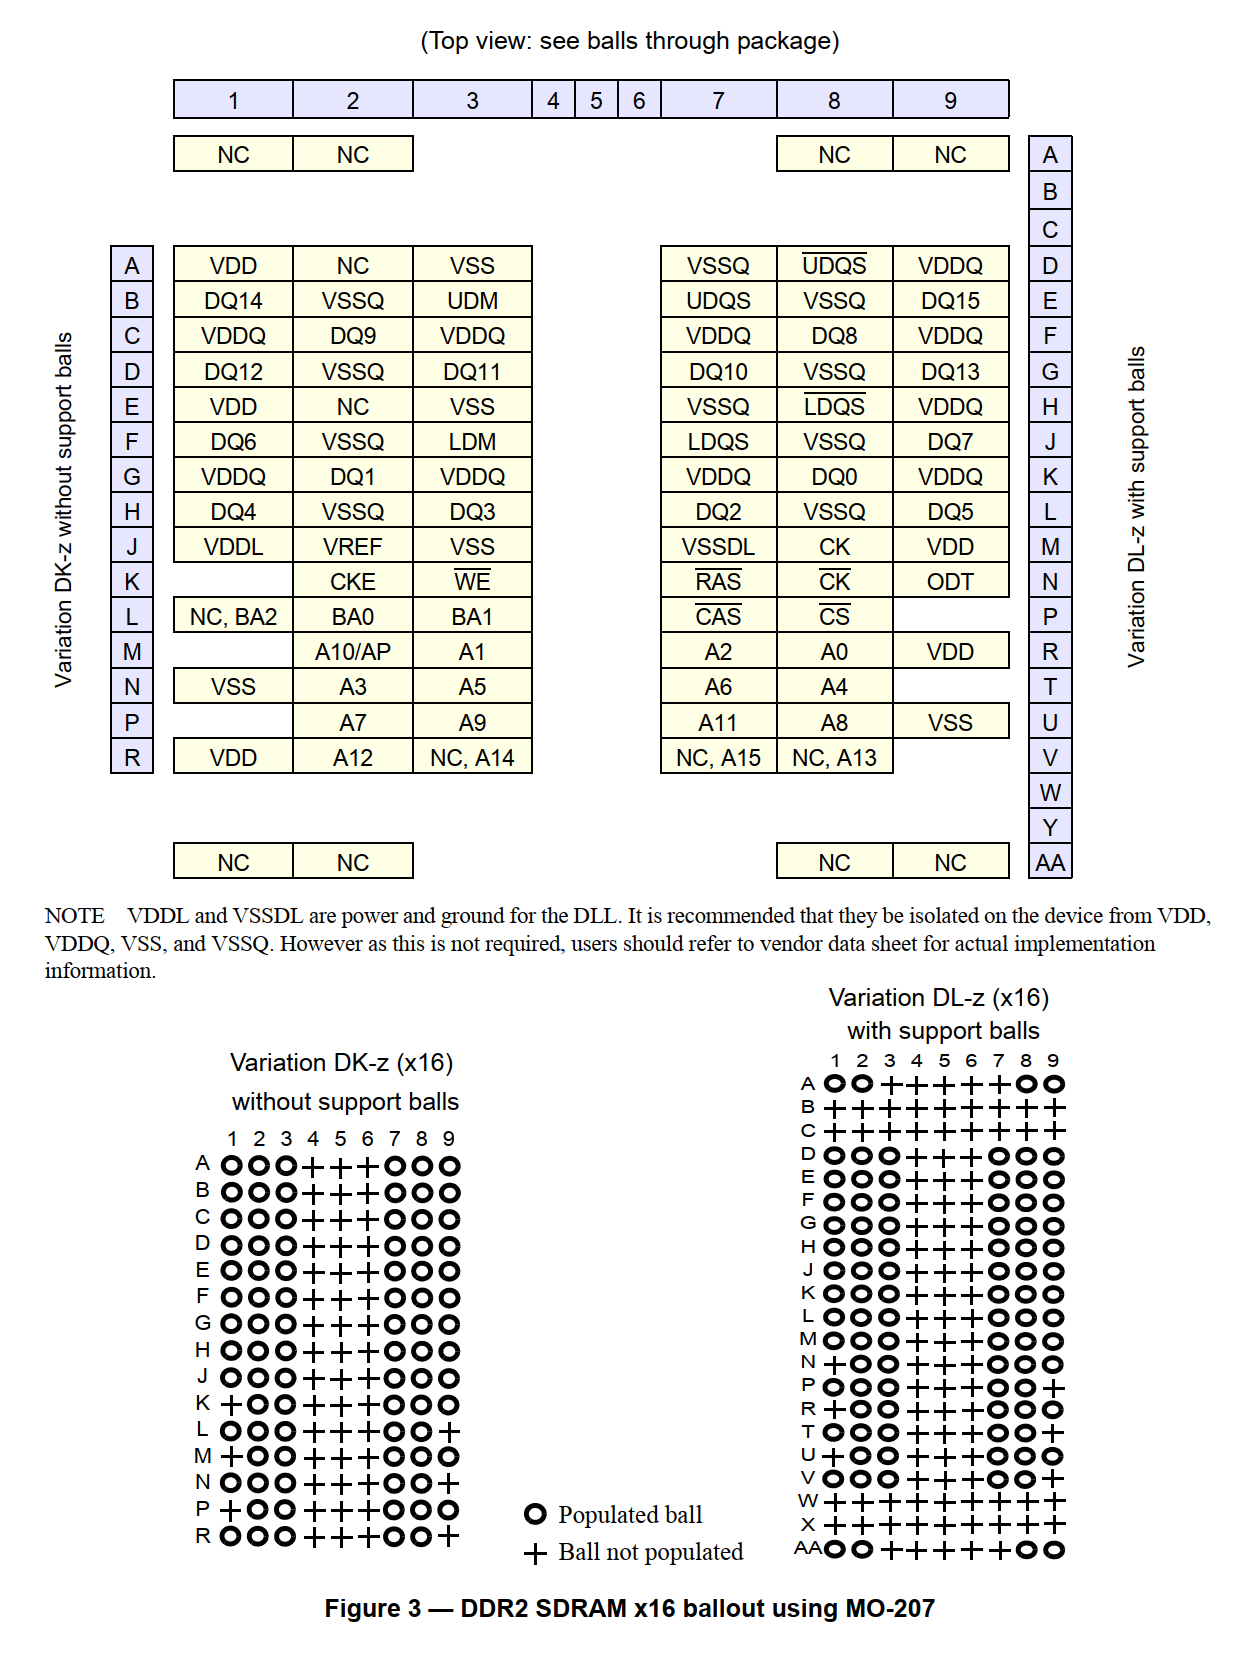 (Top view: see balls through package)
1 2 3 4 5 6 7 8 9
NC NC NC NC A
B
C
A VDD NC VSS VSSQ UDQS VDDQ D
B DQ14 VSSQ UDM UDQS VSSQ DQ15 E
C VDDQ DQ9 VDDQ VDDQ DQ8 VDDQ F
D DQ12 VSSQ DQ11 DQ10 VSSQ DQ13 G
E VDD NC VSS VSSQ LDQS VDDQ H
F DQ6 VSSQ LDM LDQS VSSQ DQ7 J
G VDDQ DQ1 VDDQ VDDQ DQ0 VDDQ K
H DQ4 VSSQ DQ3 DQ2 VSSQ DQ5 L
J VDDL VREF VSS VSSDL CK VDD M
K CKE WE RAS CK ODT N
L NC, BA2 BA0 BA1 CAS CS P
M A10/AP A1 A2 A0 VDD R
N VSS A3 A5 A6 A4 T
P A7 A9 A11 A8 VSS U
R VDD A12 NC, A14 NC, A15 NC, A13 V
W
Y
NC NC NC NC AA
Variation DK-z without support balls
Variation DL-z with support balls
NOTE VDDL and VSSDL are power and ground for the DLL. It is recommended that they be isolated on the device from VDD,
VDDQ, VSS, and VSSQ. However as this is not required, users should refer to vendor data sheet for actual implementation
information.
Variation DK-z (x16)
without support balls
1 2 3 4 5 6 7 8 9
A
B
C
D
E
F
G
H
J
K
L
M
N
P
R
Variation DL-z (x16)
with support balls
1 2 3 4 5 6 7 8 9
A
B
C
D
E
F
G
H
J
K
L
M
N
P
R
T
U
V
W
X
AA
Populated ball
Ball not populated
Figure 3 — DDR2 SDRAM x16 ballout using MO-207